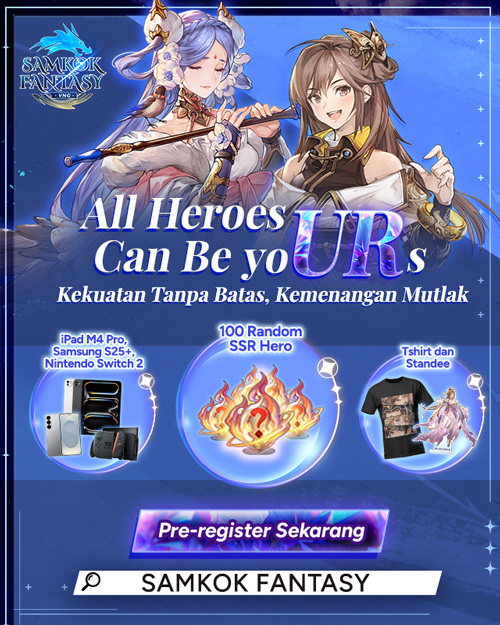 SAMKOK
FANTASY
VNG
All Heroes
Can Be yoURs
Kekuatan Tanpa Batas, Kemenangan Mutlak
iPad M4 Pro,
Samsung S25+,
Nintendo Switch 2
100 Random
SSR Hero
?
Tshirt dan
Standee
Pre-register Sekarang
SAMKOK FANTASY